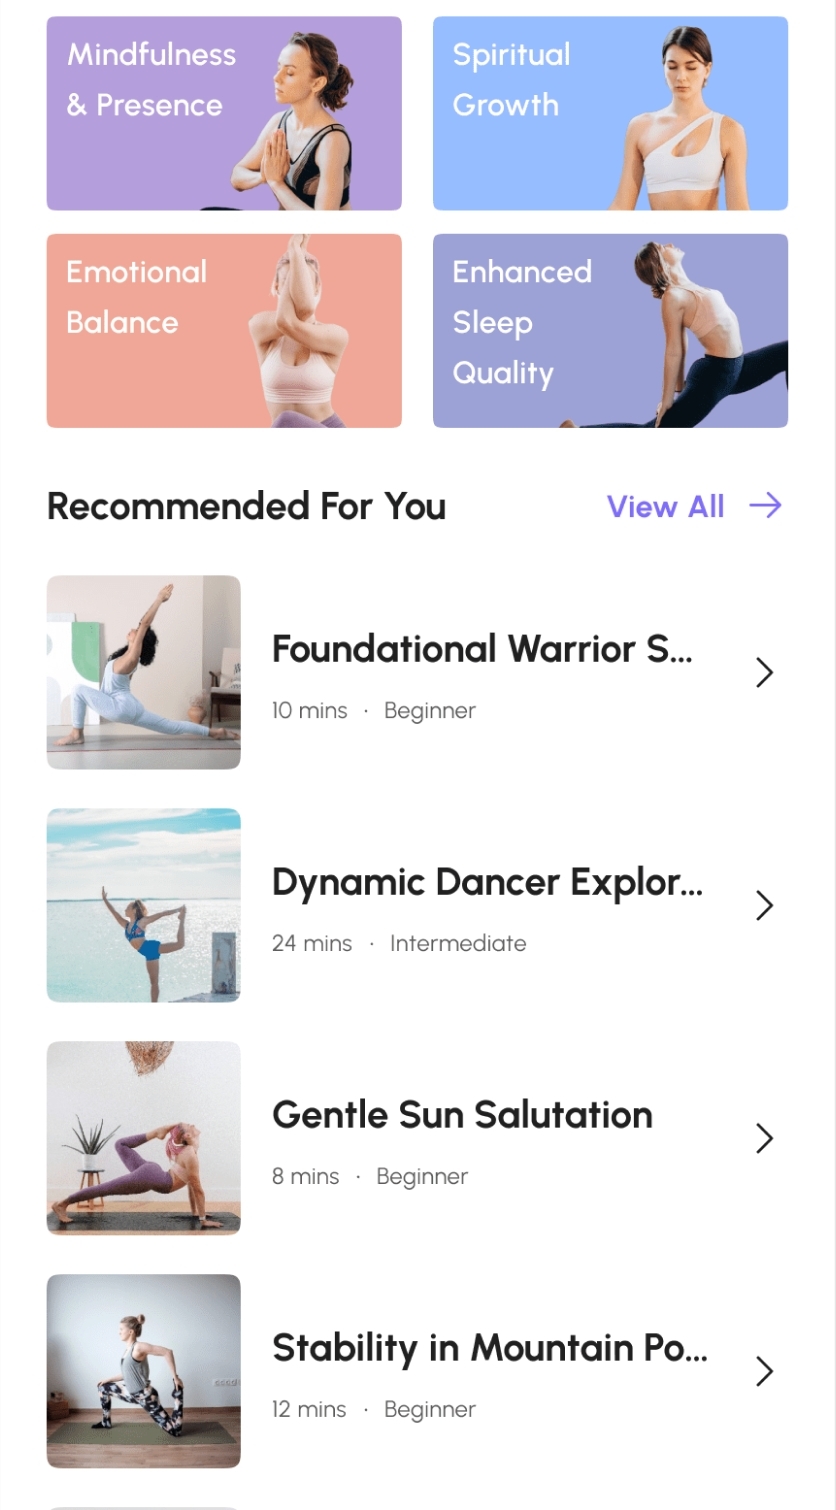 Mindfulness
& Presence
Spiritual
Growth
Emotional
Balance
Enhanced
Sleep
Quality
Recommended For You
View All
Foundational Warrior S...
10 mins · Beginner
Dynamic Dancer Explor...
24 mins · Intermediate
Gentle Sun Salutation
8 mins · Beginner
Stability in Mountain Po...
12 mins · Beginner